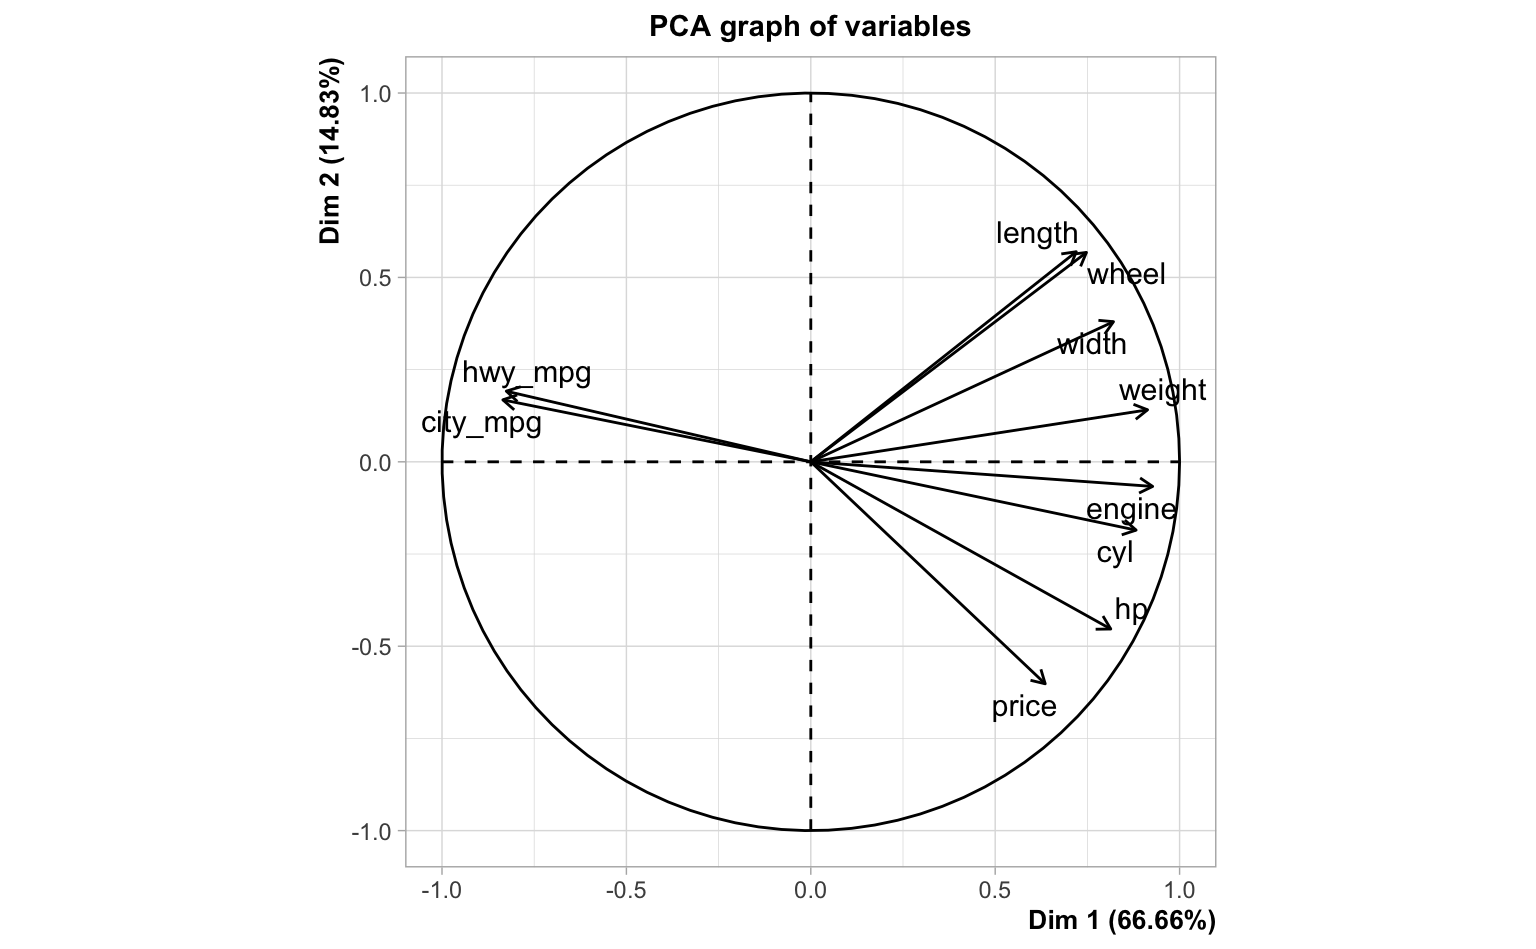 PCA graph of variables
Dim 2 (14.83%)
1.0
0.5
0.0
-0.5
-1.0
length
wheel
width
hwy_mpg
weight
city_mpg
engine
cyl
hp
price
-1.0 -0.5 0.0 0.5 1.0
Dim 1 (66.66%)